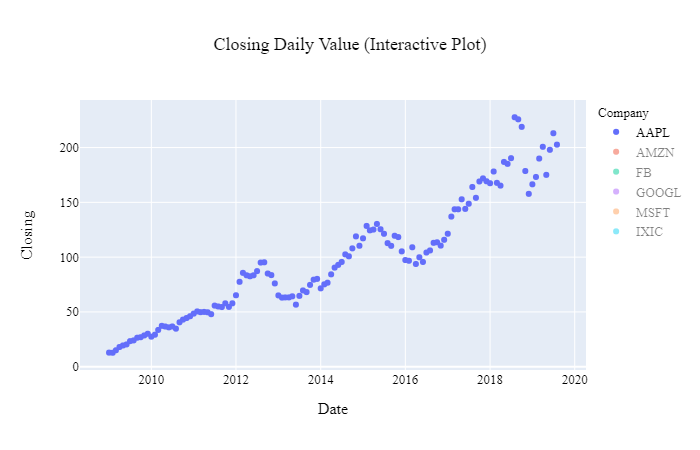 Closing Daily Value (Interactive Plot)
Company
AAPL
AMZN
FB
GOOGL
MSFT
IXIC
Closing
200
150
100
50
0
2010 2012 2014 2016 2018 2020
Date